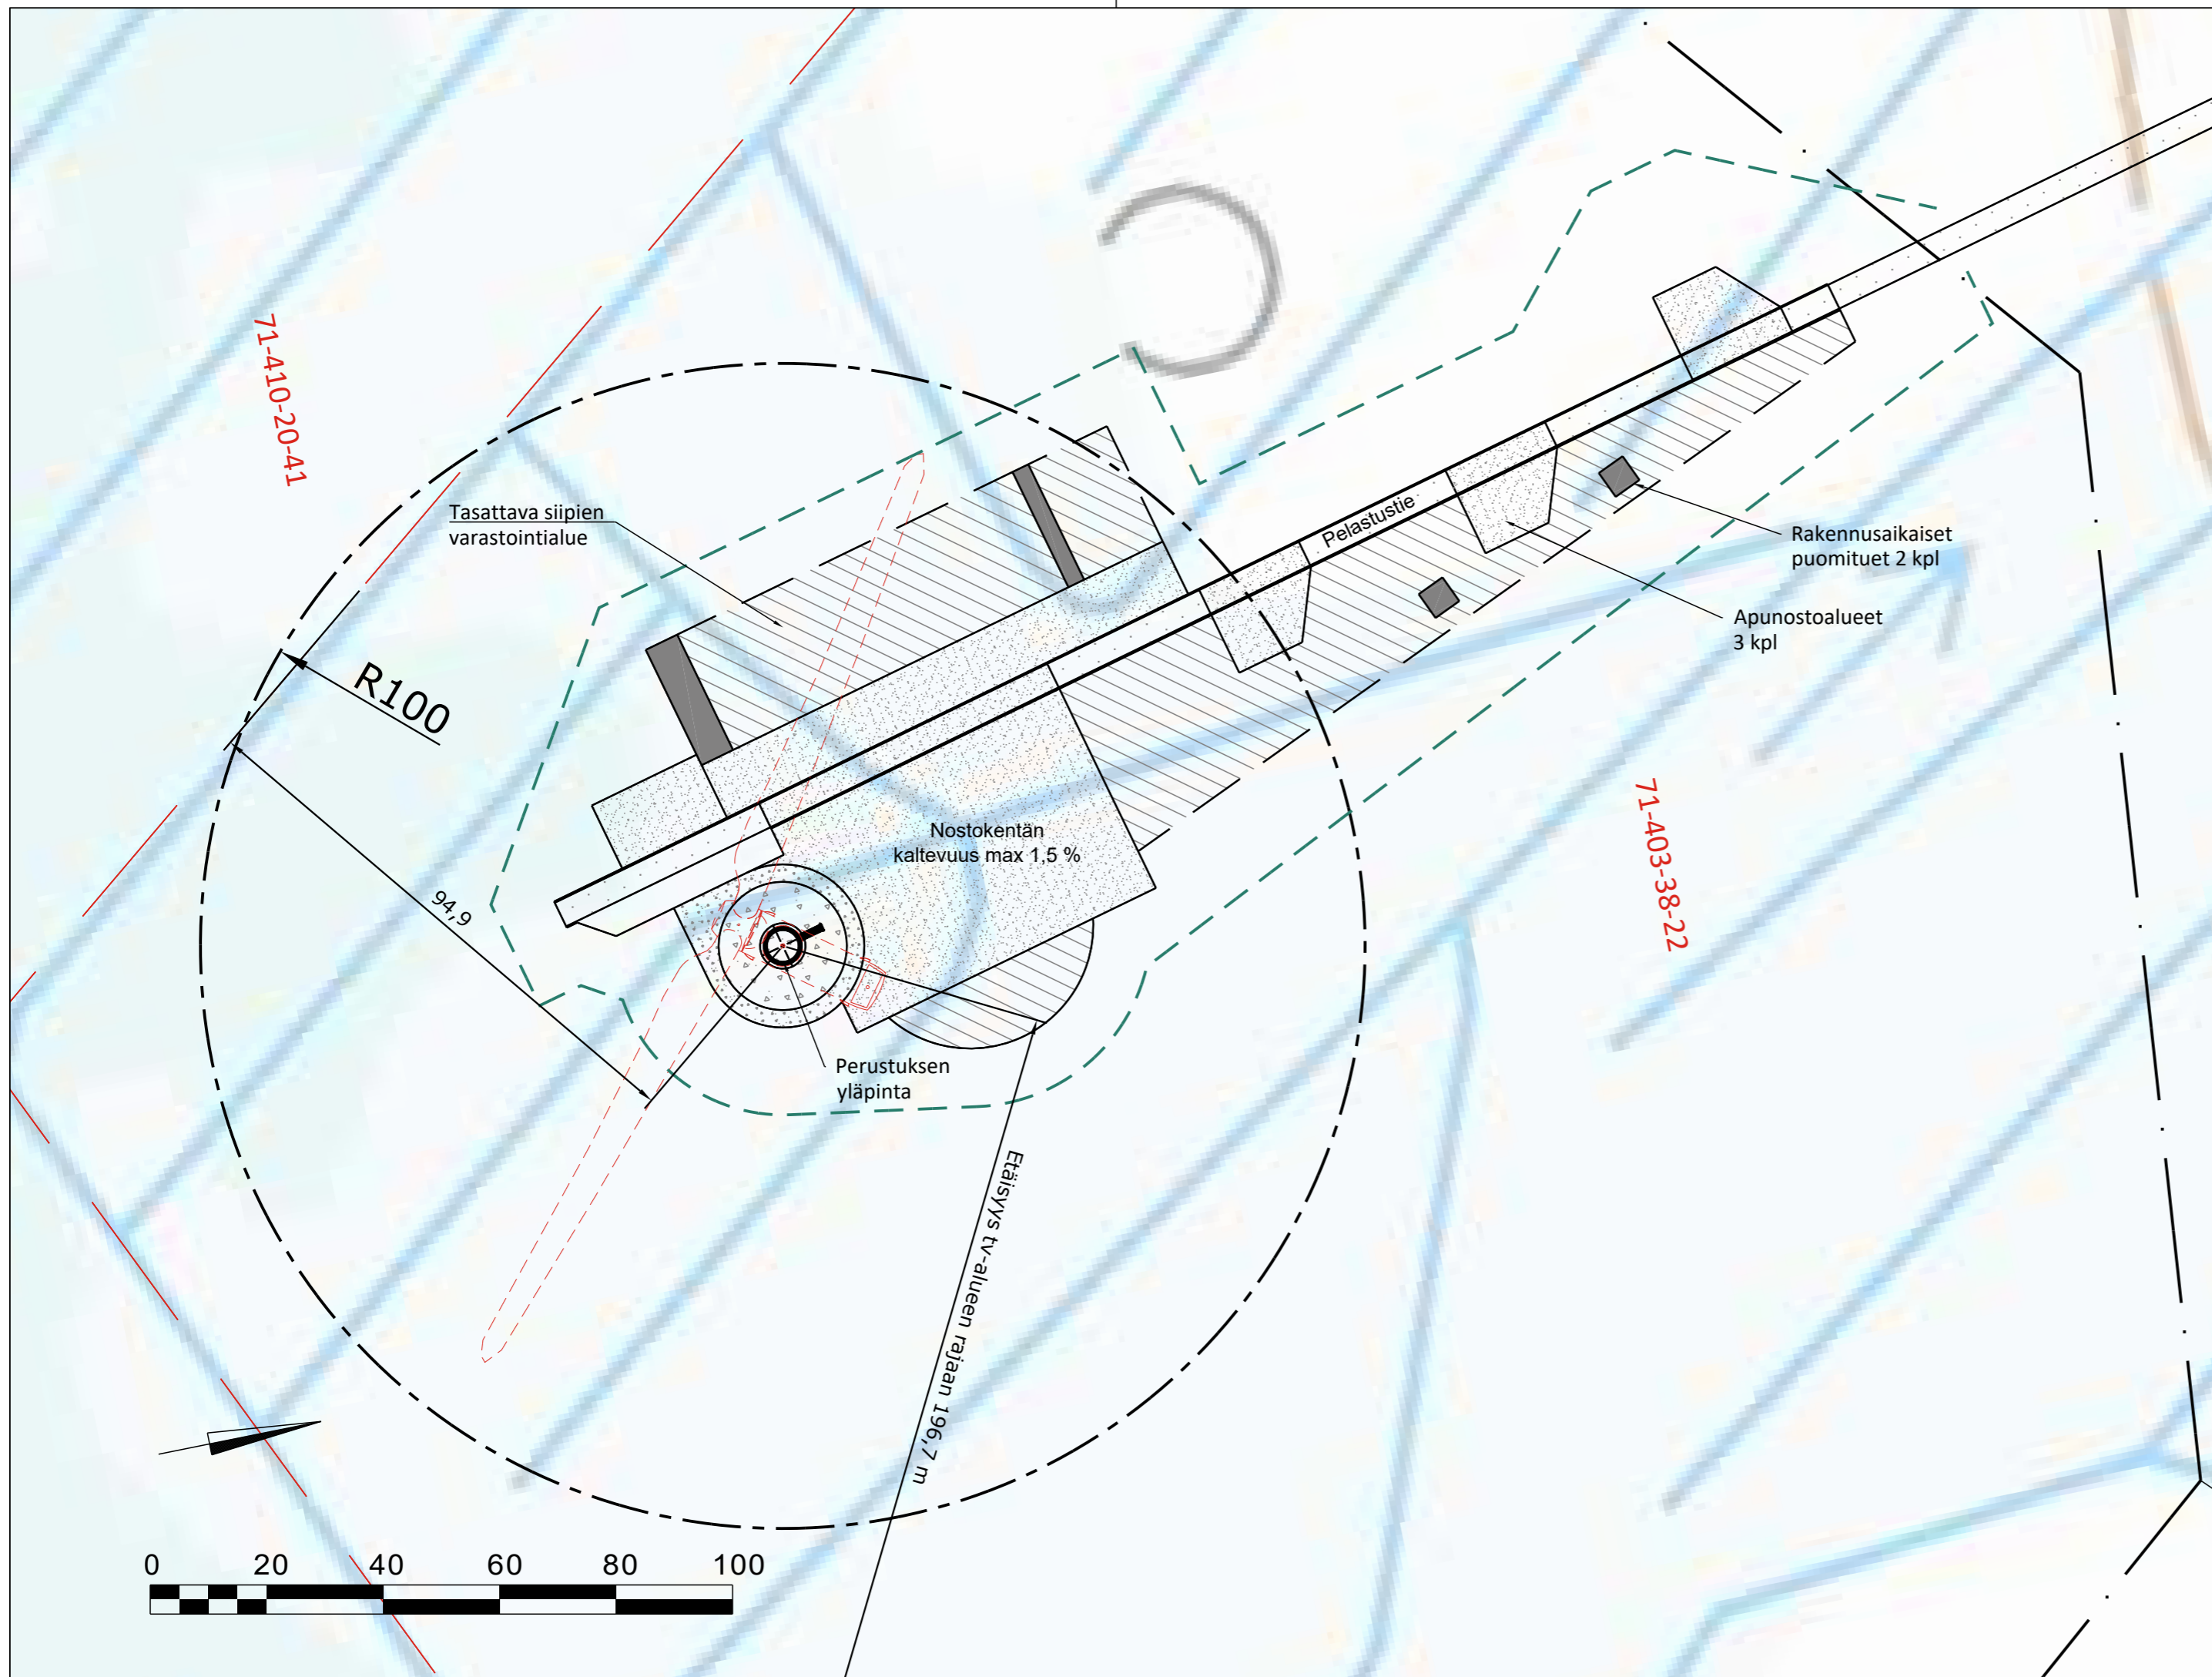 71-410-20-41
R100
Tasattava siipien
varastointialue
94,9
Pelastustie
Rakennusaikaiset
puomituet 2 kpl
Apunostoalueet
3 kpl
Nostokentän
kaltevuus max 1,5 %
71-403-38-22
Perustuksen
yläpinta
Etäisyys tv-alueen rajaan 196,7 m
0 20 40 60 80 100